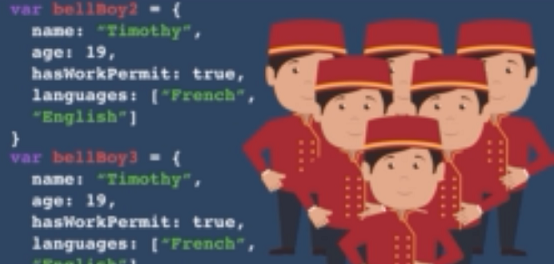 var bellBoy2 = {
name: "Timothy",
age: 19,
hasWorkPermit: true,
languages: ["French",
"English"]
}
var bellBoy3 = {
name: "Timothy",
age: 19,
hasWorkPermit: true,
languages: ["French",
"English"]